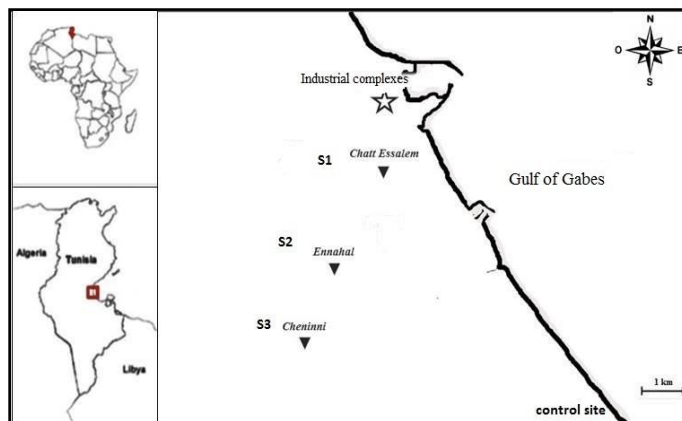 N
O
E
S
Industrial complexes
S1
Chatt Essalem
Gulf of Gabes
S2
Ennahal
S3
Cheninni
1 km
control site
Algeria
Tunisia
Libya